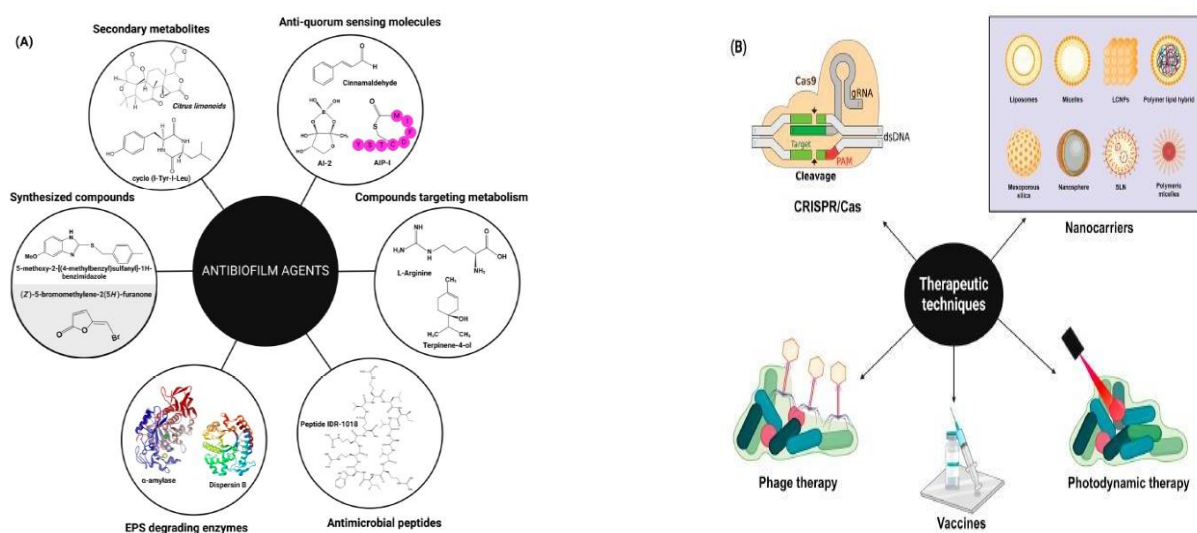 (A)
Secondary metabolites
Citrus limenoids
cyclo (l-Tyr-l-Leu)
Anti-quorum sensing molecules
Cinnamaldehyde
AI-2
AIP-I
Y S T C D F I M
Synthesized compounds
MeO
5-methoxy-2-[(4-methylbenzyl)sulfanyl]-1H-
benzimidazole
(Z')-5-bromomethylene-2(5H)-furanone
Br
ANTIBIOFILM AGENTS
Compounds targeting metabolism
L-Arginine
Terpinene-4-ol
α-amylase
Dispersin B
EPS degrading enzymes
Peptide IDR-1018
Antimicrobial peptides
(B)
Cas9
gRNA
dsDNA
Target
PAM
Cleavage
CRISPR/Cas
Liposomes
Micelles
LCNPs
Polymer lipid hybrid
Mesoporous
silica
Nanosphere
SLN
Polymeric
micelles
Nanocarriers
Therapeutic
techniques
Phage therapy
Vaccines
Photodynamic therapy